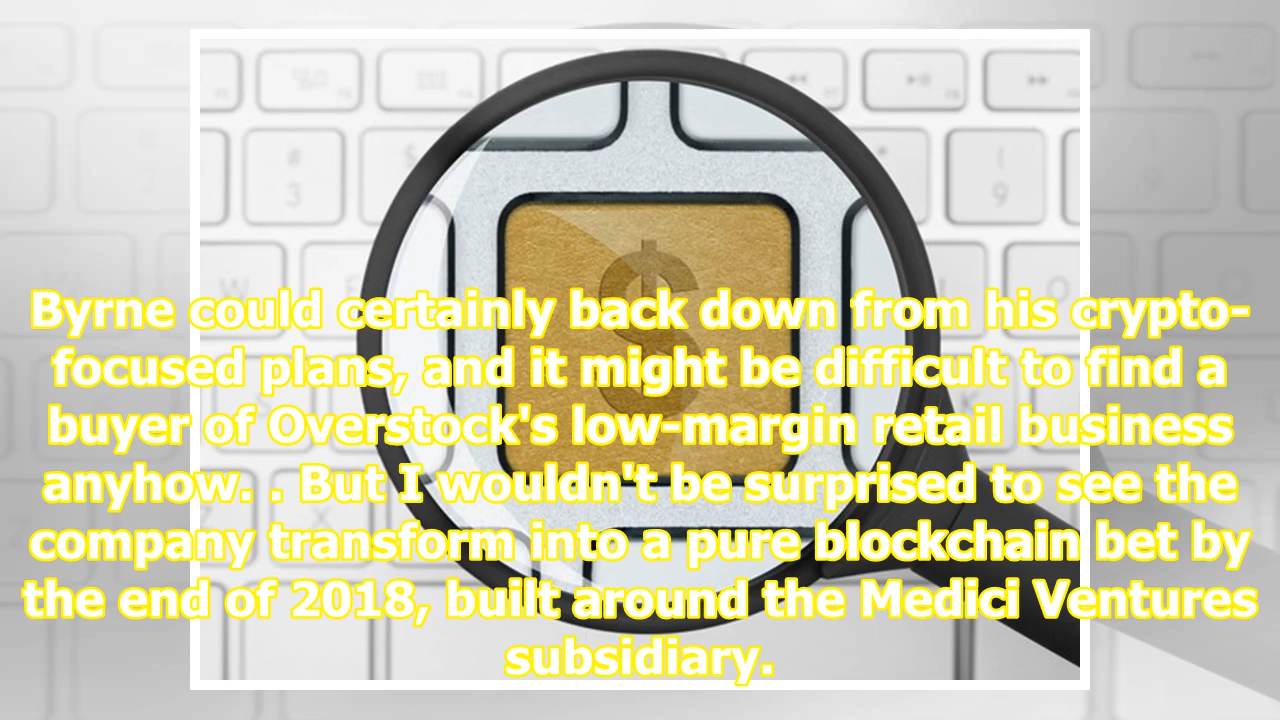 #
3
$
(
9
W
E
I
O
$
K
Z
X
Byrne could certainly back down from his crypto-
focused plans, and it might be difficult to find a
buyer of Overstock's low-margin retail business
anyhow. . But I wouldn't be surprised to see the
company transform into a pure blockchain bet by
the end of 2018, built around the Medici Ventures
subsidiary.